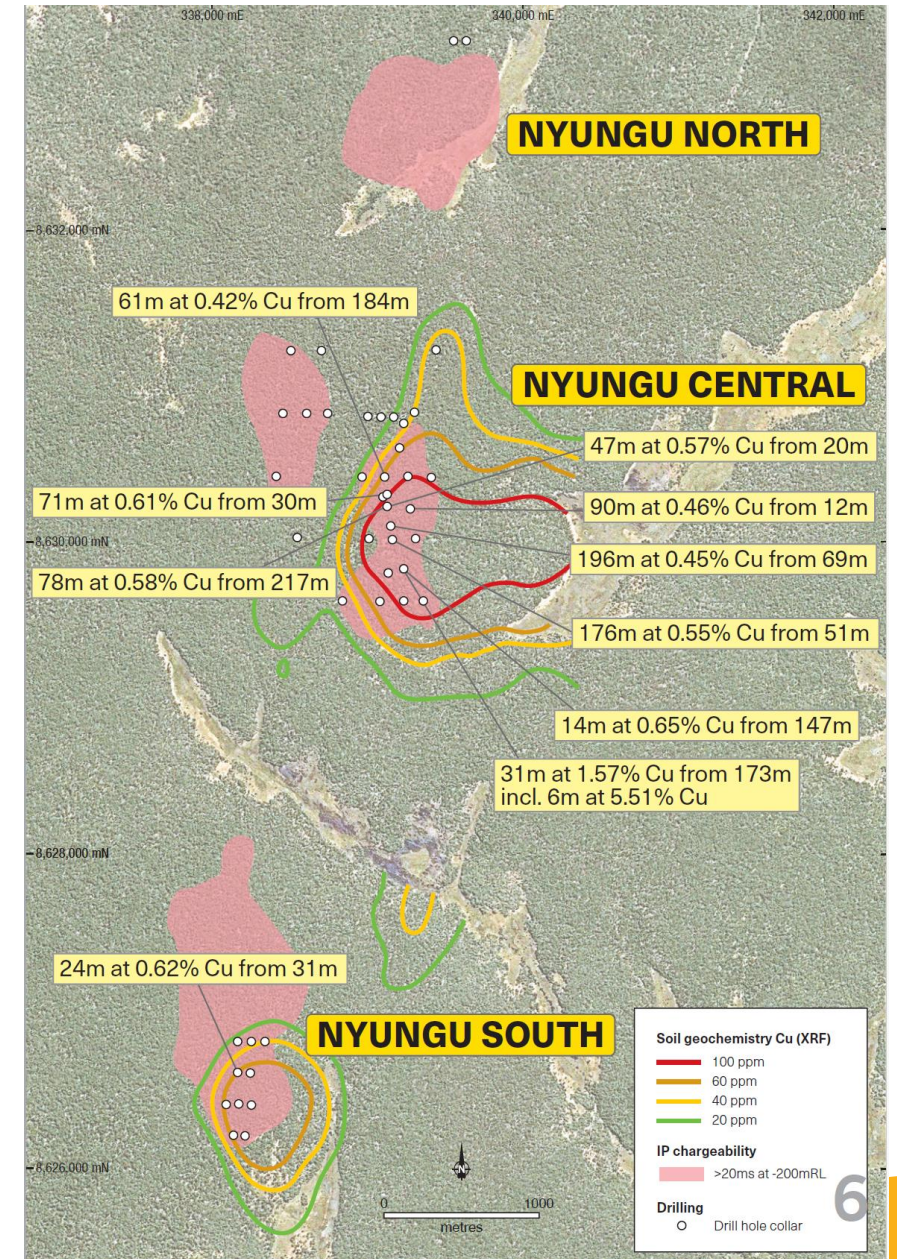 338,000 mE
340,000 mE
342,000 mE
NYUNGU NORTH
8,632,000 mN
61m at 0.42% Cu from 184m
NYUNGU CENTRAL
47m at 0.57% Cu from 20m
71m at 0.61% Cu from 30m
90m at 0.46% Cu from 12m
8,630,000 mN
196m at 0.45% Cu from 69m
78m at 0.58% Cu from 217m
176m at 0.55% Cu from 51m
14m at 0.65% Cu from 147m
31m at 1.57% Cu from 173m
incl. 6m at 5.51% Cu
8,628,000 mN
24m at 0.62% Cu from 31m
NYUNGU SOUTH
Soil geochemistry Cu (XRF)
100 ppm
60 ppm
40 ppm
20 ppm
IP chargeability
>20ms at -200mRL
Drilling
Drill hole collar
8,626,000 mN
N
0
1000
metres
6